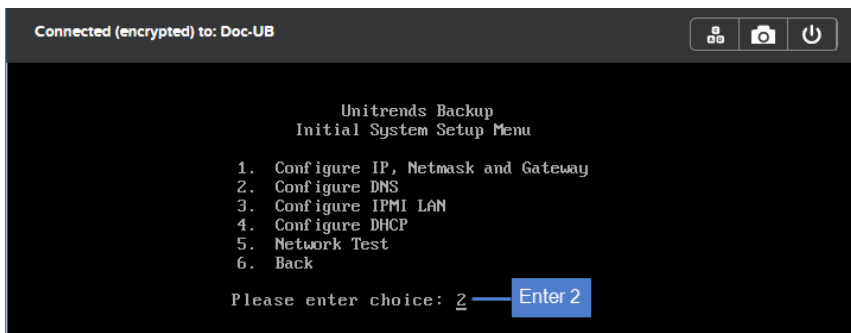 Connected (encrypted) to: Doc-UB
Unitrends Backup
Initial System Setup Menu
1. Configure IP, Netmask and Gateway
2. Configure DNS
3. Configure IPMI LAN
4. Configure DHCP
5. Network Test
6. Back
Please enter choice: 2
Enter 2